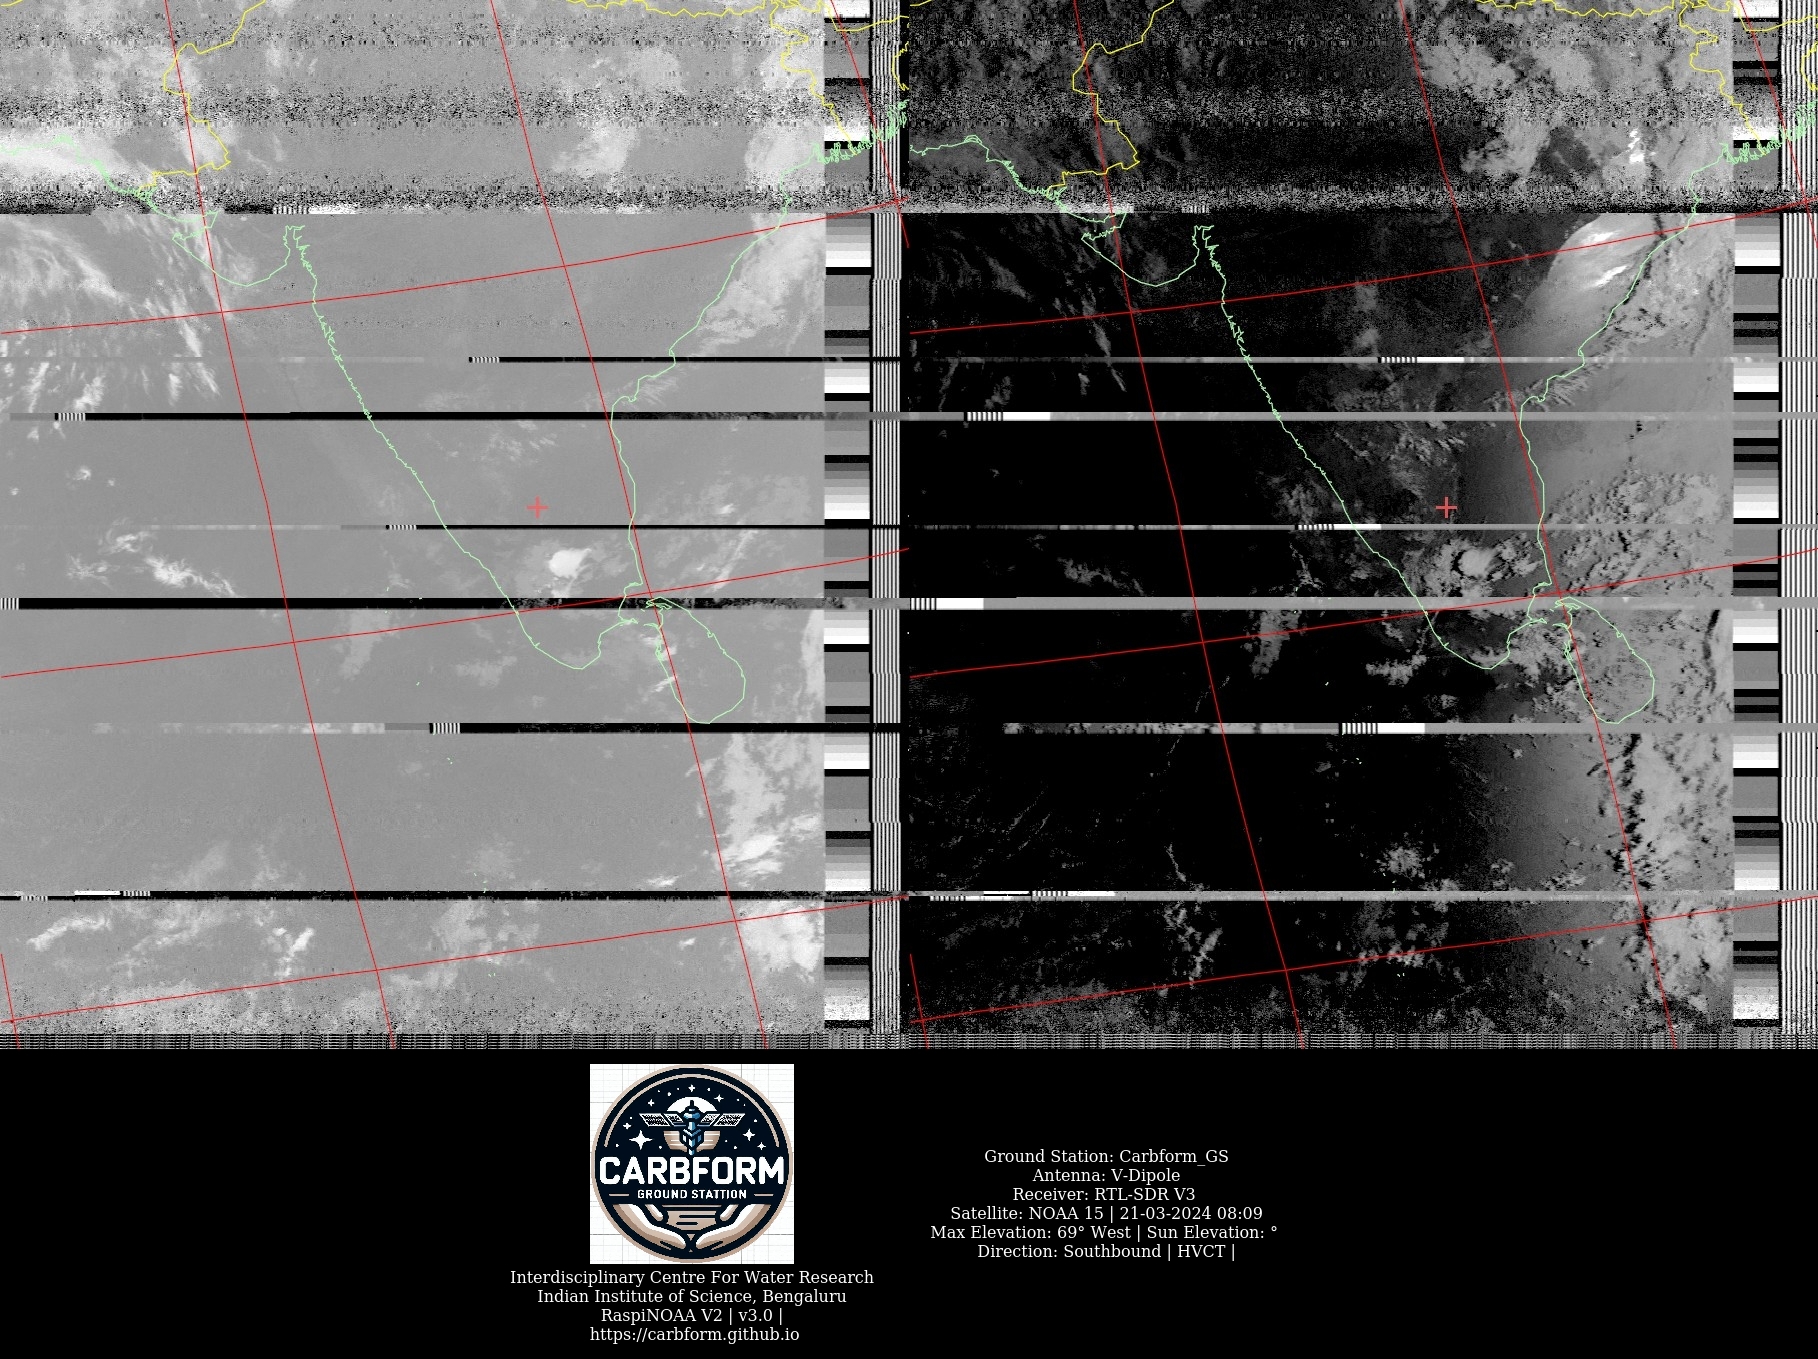 CARBFORM
GROUND STATTION
Interdisciplinary Centre For Water Research
Indian Institute of Science, Bengaluru
RaspiNOAA V2 | v3.0 |
https://carbform.github.io
Ground Station: Carbform_GS
Antenna: V-Dipole
Receiver: RTL-SDR V3
Satellite: NOAA 15 | 21-03-2024 08:09
Max Elevation: 69° West | Sun Elevation: °
Direction: Southbound | HVCT |